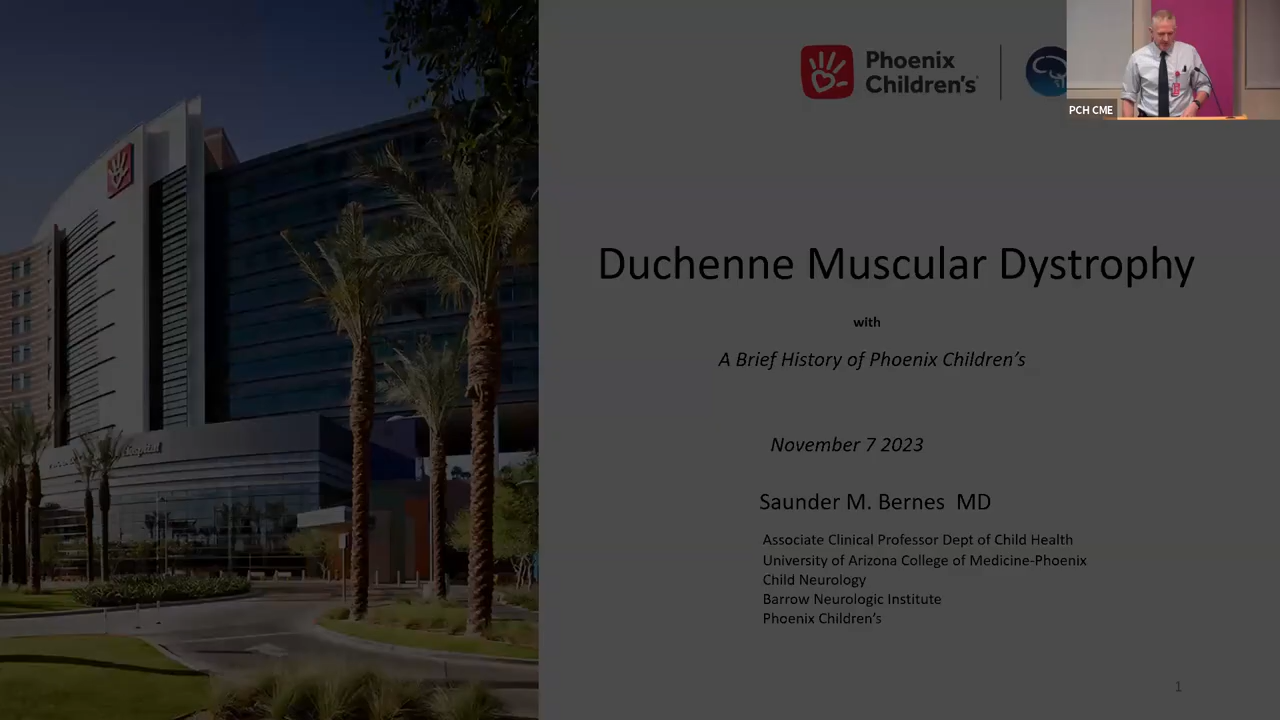 Phoenix
Children's
PCH CME
Duchenne Muscular Dystrophy
with
A Brief History of Phoenix Children’s
November 7 2023
Saunder M. Bernes  MD
Associate Clinical Professor Dept of Child Health
University of Arizona College of Medicine-Phoenix
Child Neurology
Barrow Neurologic Institute
Phoenix Children’s
1